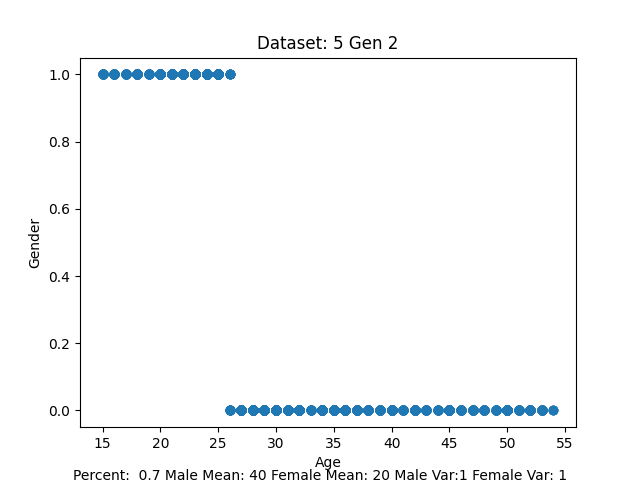 Dataset: 5 Gen 2
1.0
0.8
0.6
0.4
0.2
0.0
Gender
15 20 25 30 35 40 45 50 55
Age
Percent:  0.7 Male Mean: 40 Female Mean: 20 Male Var:1 Female Var: 1